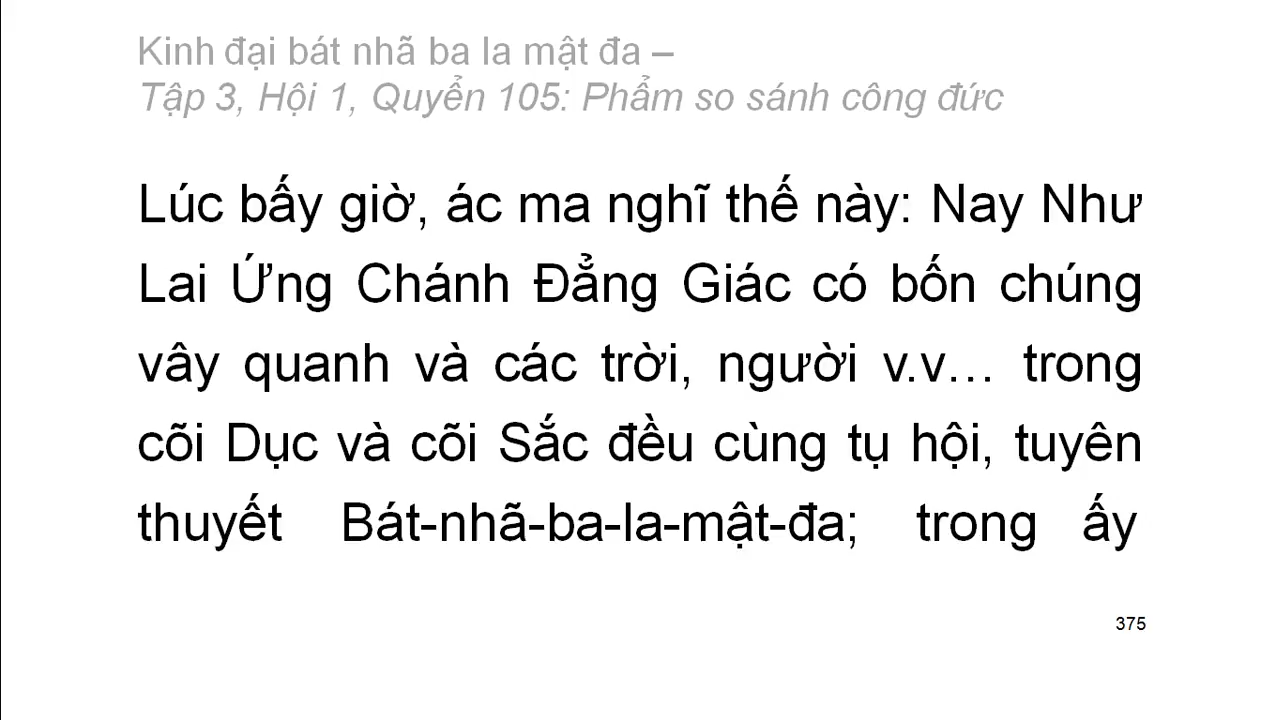 Kinh đại bát nhã ba la mật đa –
Tập 3, Hội 1, Quyển 105: Phẩm so sánh công đức
Lúc bấy giờ, ác ma nghĩ thế này: Nay Như
Lai Ứng Chánh Đẳng Giác có bốn chúng
vây quanh và các trời, người v.v… trong
cõi Dục và cõi Sắc đều cùng tụ hội, tuyên
thuyết Bát-nhã-ba-la-mật-đa; trong ấy
375